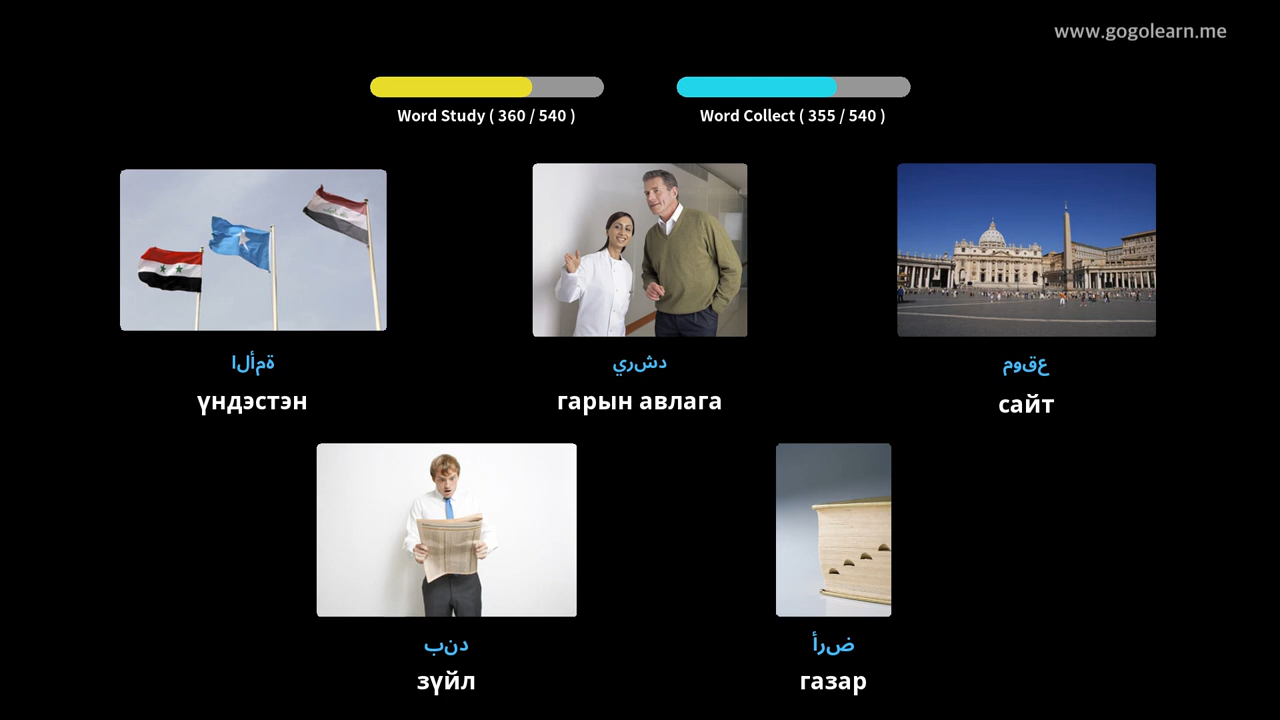 www.gogolearn.me
Word Study ( 360 / 540 )
Word Collect ( 355 / 540 )
ةمألا
үндэстэн
دشري
гарын авлага
عقوم
сайт
دنب
зүйл
ضرأ
газар